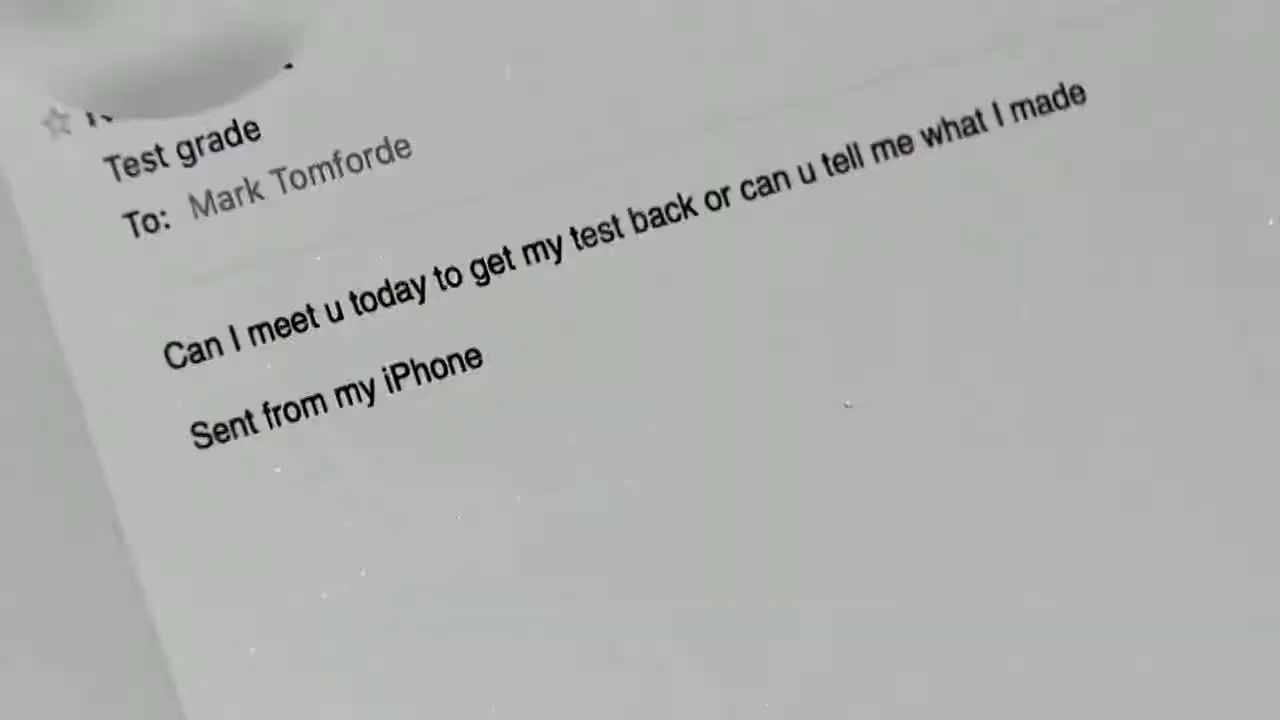 Test grade
To: Mark Tomforde
Can I meet u today to get my test back or can u tell me what I made
Sent from my iPhone